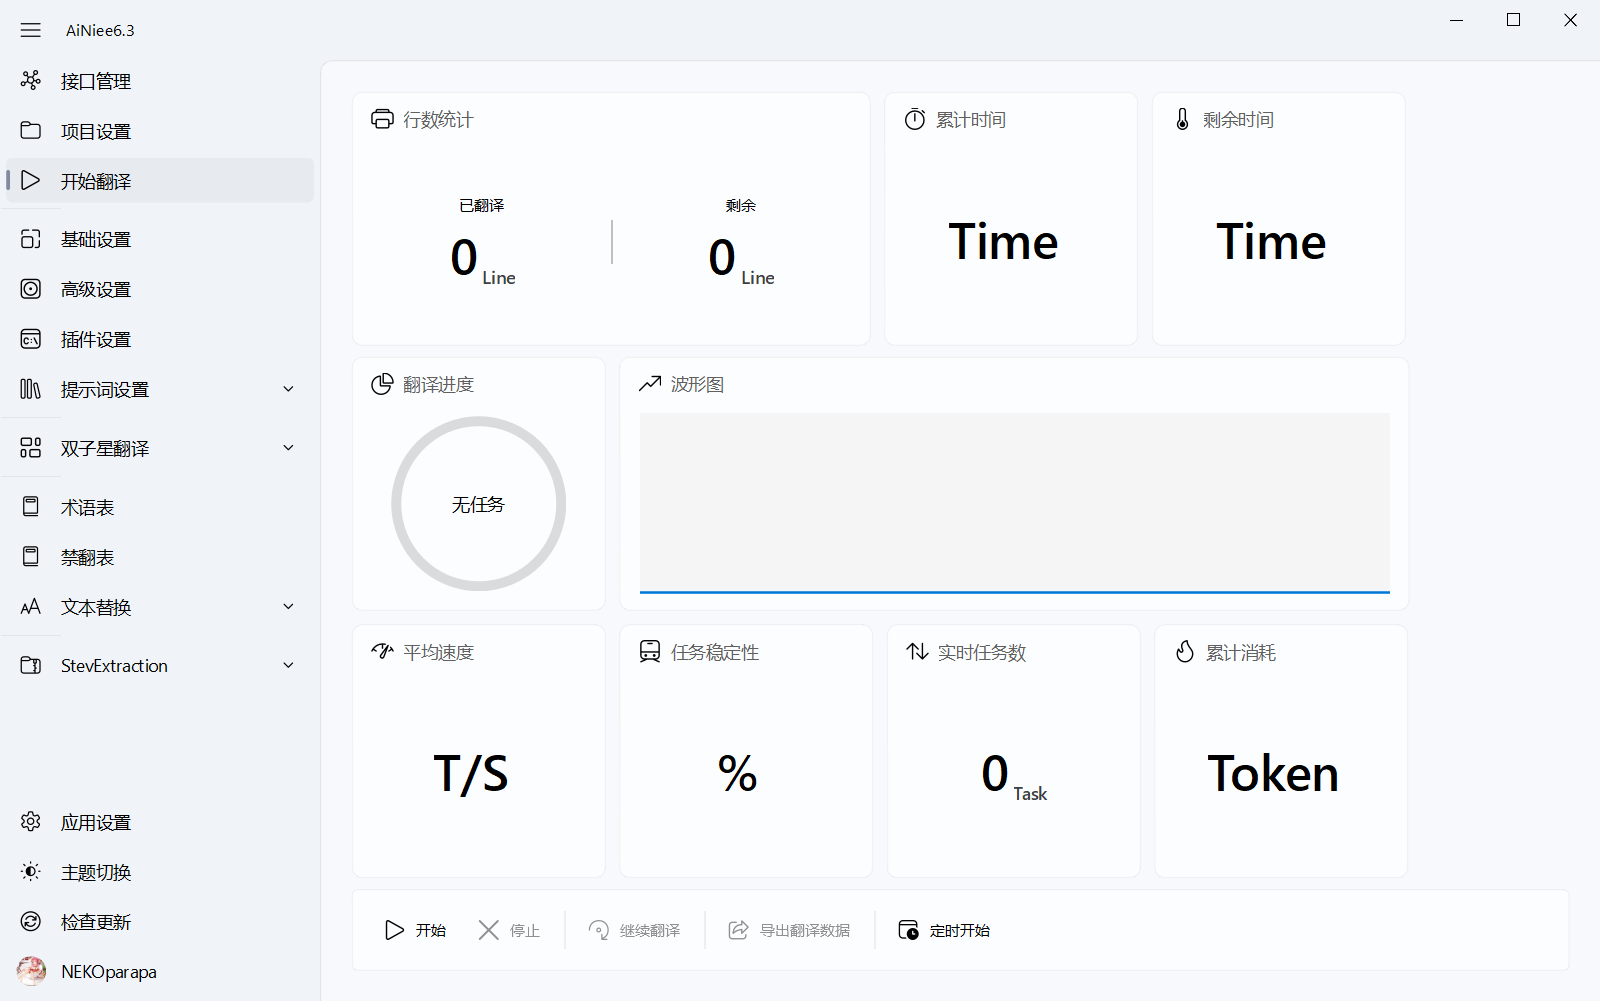 AiNiee6.3
接口管理
项目设置
开始翻译
基础设置
高级设置
插件设置
提示词设置
双子星翻译
术语表
禁翻表
文本替换
StevExtraction
应用设置
主题切换
检查更新
NEKOparapa
行数统计
已翻译
0 Line
剩余
0 Line
累计时间
Time
剩余时间
Time
翻译进度
无任务
波形图
平均速度
T/S
任务稳定性
%
实时任务数
0 Task
累计消耗
Token
开始 停止 继续翻译 导出翻译数据 定时开始